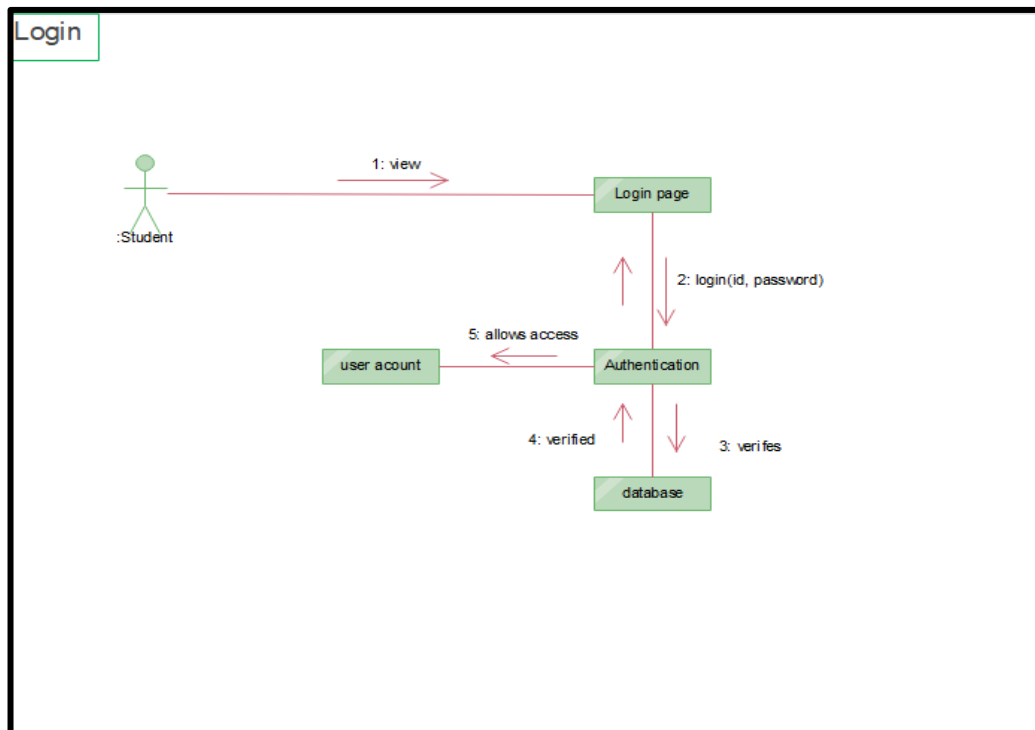 Login
1: view
:Student
Login page
2: login(id, password)
5: allows access
user acount
Authentication
4: verified
3: verifes
database